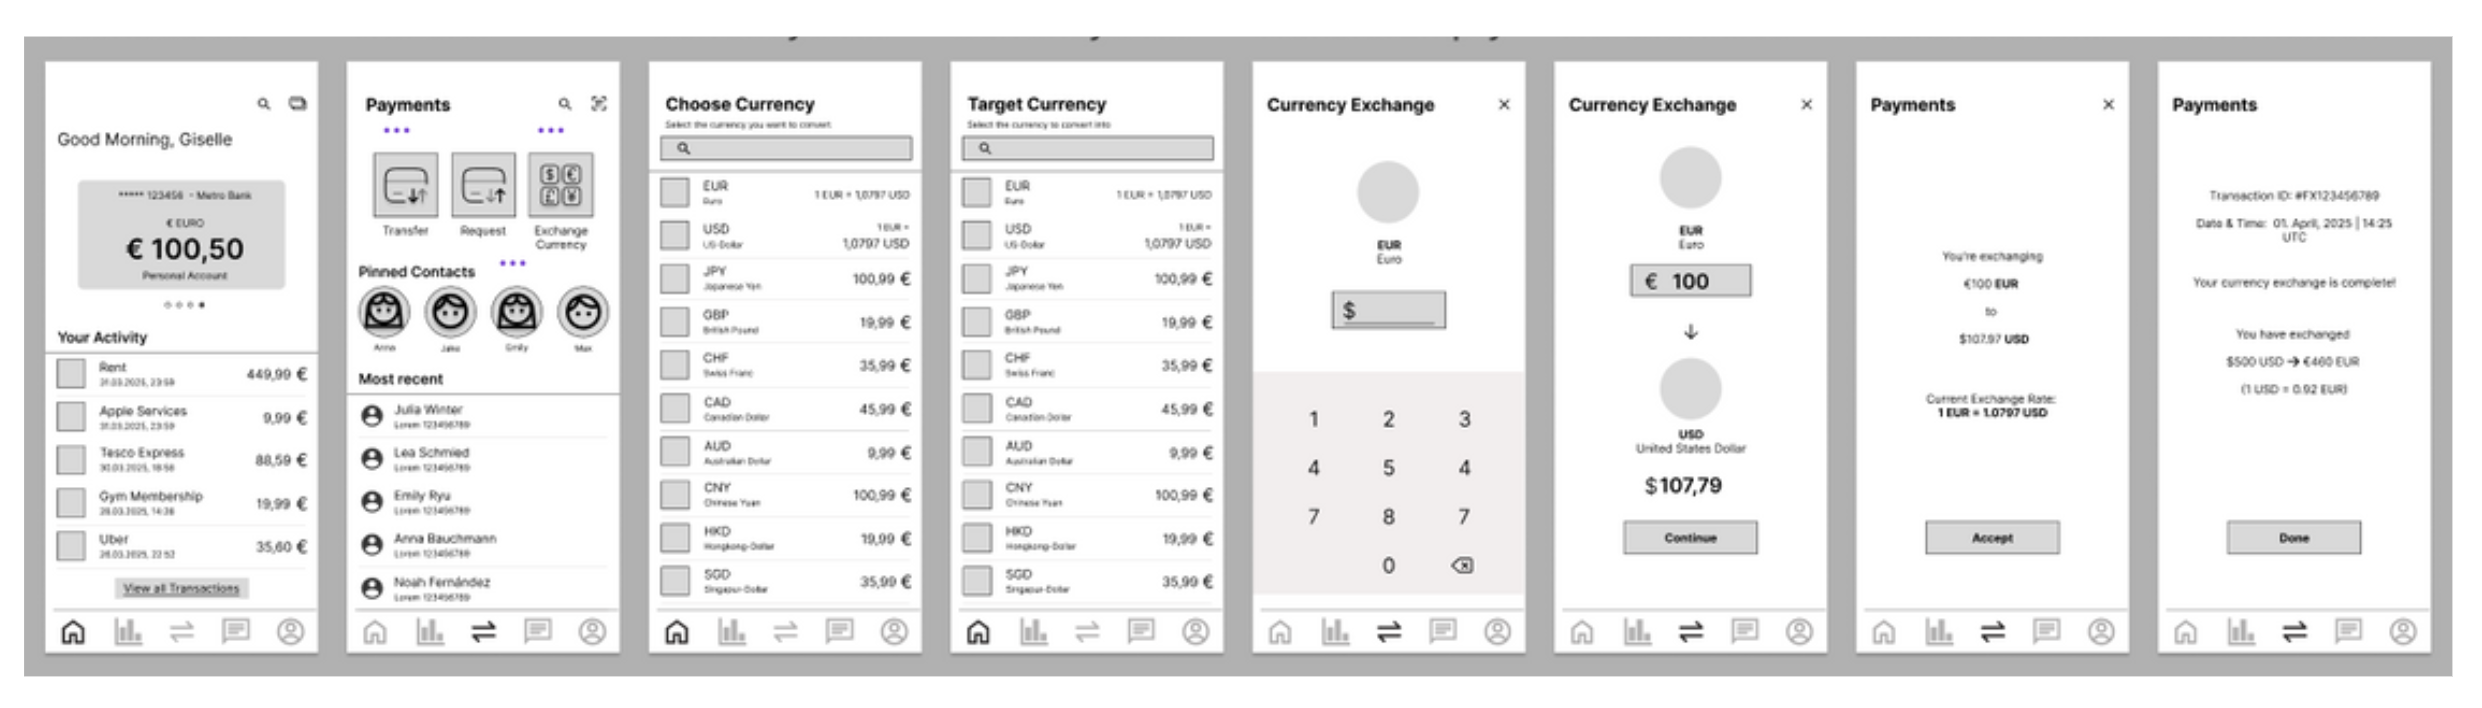 Good Morning, Giselle
***** 123456 - Metro Bank
€ EURO
€ 100,50
Personal Account
Your Activity
Rent 449,99 €
31.03.2025, 23:59
Apple Services 9,99 €
31.03.2025, 23:59
Tesco Express 88,59 €
30.03.2025, 18:58
Gym Membership 19,99 €
28.03.2025, 14:28
Uber 35,60 €
26.03.2025, 22:52
View all Transactions
Payments
Transfer Request Exchange
Currency
Pinned Contacts
Anna Jake Emily Max
Most recent
Julia Winter
Lorem 123456789
Lea Schmied
Lorem 123456789
Emily Ryu
Lorem 123456789
Anna Bauchmann
Lorem 123456789
Noah Fernández
Lorem 123456789
Choose Currency
Select the currency you want to convert
EUR 1 EUR = 1,0797 USD
Euro
USD 1 EUR =
US-Dollar 1,0797 USD
JPY 100,99 €
Japanese Yen
GBP 19,99 €
British Pound
CHF 35,99 €
Swiss Franc
CAD 45,99 €
Canadian Dollar
AUD 9,99 €
Australian Dollar
CNY 100,99 €
Chinese Yuan
HKD 19,99 €
Hongkong-Dollar
SGD 35,99 €
Singapur-Dollar
Target Currency
Select the currency to convert into
EUR 1 EUR = 1,0797 USD
Euro
USD 1 EUR =
US-Dollar 1,0797 USD
JPY 100,99 €
Japanese Yen
GBP 19,99 €
British Pound
CHF 35,99 €
Swiss Franc
CAD 45,99 €
Canadian Dollar
AUD 9,99 €
Australian Dollar
CNY 100,99 €
Chinese Yuan
HKD 19,99 €
Hongkong-Dollar
SGD 35,99 €
Singapur-Dollar
Currency Exchange
EUR
Euro
$
1 2 3
4 5 4
7 8 7
0
Currency Exchange
EUR
Euro
€ 100
USD
United States Dollar
$107,79
Continue
Payments
You're exchanging
€100 EUR
to
$107.97 USD
Current Exchange Rate:
1 EUR = 1.0797 USD
Accept
Payments
Transaction ID: #FX123456789
Date & Time: 01. April, 2025 | 14:25
UTC
Your currency exchange is complete!
You have exchanged
$500 USD → €460 EUR
(1 USD = 0.92 EUR)
Done